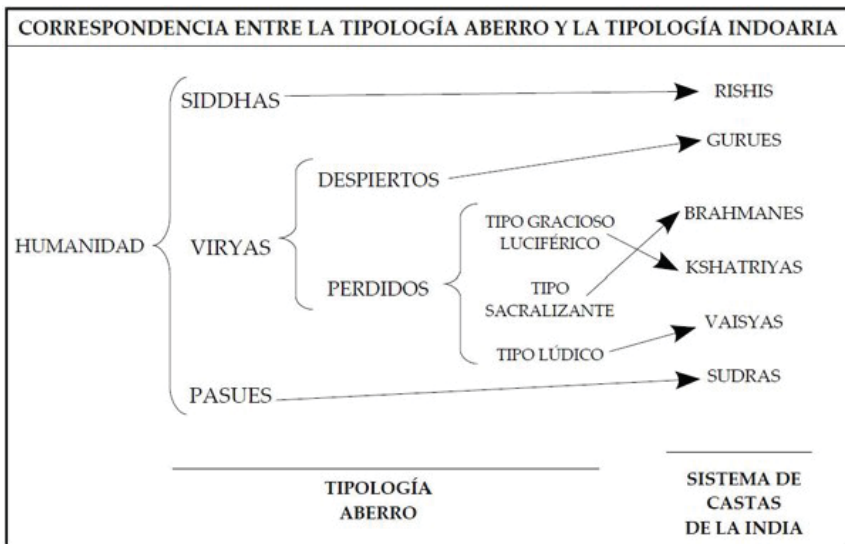 CORRESPONDENCIA ENTRE LA TIPOLOGÍA ABERRO Y LA TIPOLOGÍA INDOARIA
SIDDHAS
RISHIS
GURUES
DESPIERTOS
BRAHMANES
TIPO GRACIOSO
LUCIFÉRICO
HUMANIDAD
VIRYAS
KSHATRIYAS
PERDIDOS
TIPO
SACRALIZANTE
VAISYAS
TIPO LÚDICO
SUDRAS
PASUES
TIPOLOGÍA
ABERRO
SISTEMA DE
CASTAS
DE LA INDIA